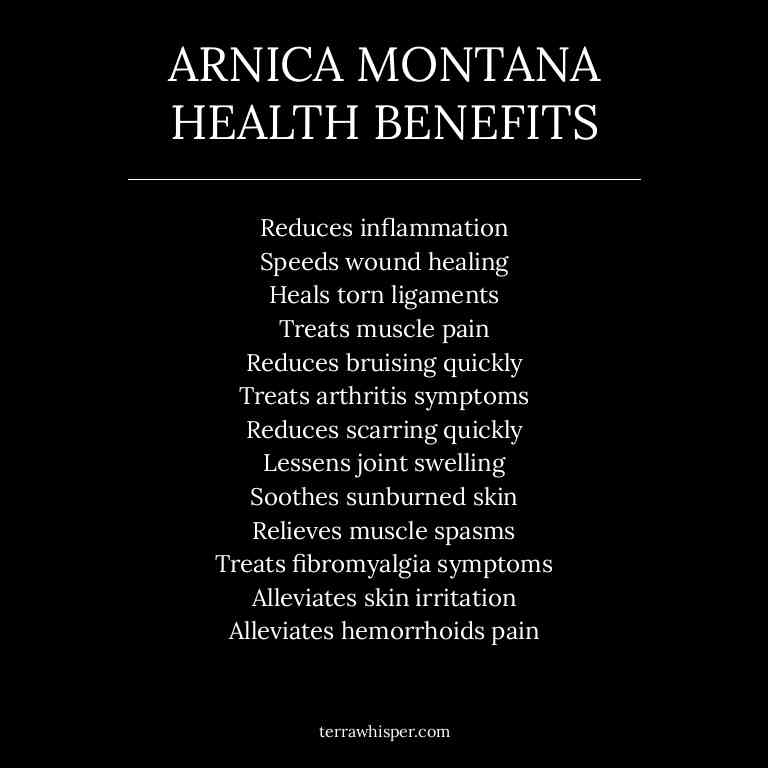 ARNICA MONTANA
HEALTH BENEFITS
Reduces inflammation
Speeds wound healing
Heals torn ligaments
Treats muscle pain
Reduces bruising quickly
Treats arthritis symptoms
Reduces scarring quickly
Lessens joint swelling
Soothes sunburned skin
Relieves muscle spasms
Treats fibromyalgia symptoms
Alleviates skin irritation
Alleviates hemorrhoids pain
terrawhisper.com